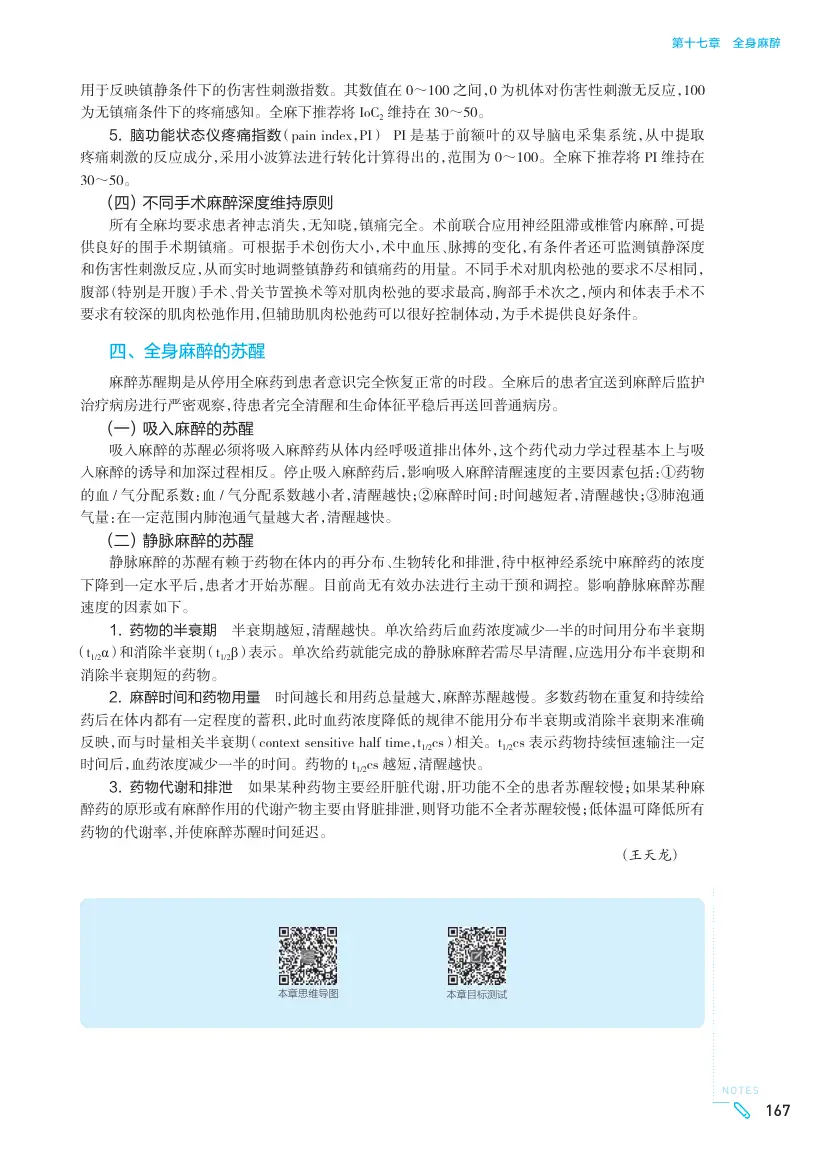 第十七章 全身麻醉
用于反映镇静条件下的伤害性刺激指数。其数值在 0～100 之间,0 为机体对伤害性刺激无反应,100
为无镇痛条件下的疼痛感知。全麻下推荐将 IoC₂ 维持在 30～50。
5. 脑功能状态仪疼痛指数（pain index,PI） PI 是基于前额叶的双导脑电采集系统,从中提取
疼痛刺激的反应成分,采用小波算法进行转化计算得出的,范围为 0～100。全麻下推荐将 PI 维持在
30～50。
（四）不同手术麻醉深度维持原则
所有全麻均要求患者神志消失,无知晓,镇痛完全。术前联合应用神经阻滞或椎管内麻醉,可提
供良好的围手术期镇痛。可根据手术创伤大小,术中血压、脉搏的变化,有条件者还可监测镇静深度
和伤害性刺激反应,从而实时地调整镇静药和镇痛药的用量。不同手术对肌肉松弛的要求不尽相同,
腹部（特别是开腹）手术、骨关节置换术等对肌肉松弛的要求最高,胸部手术次之,颅内和体表手术不
要求有较深的肌肉松弛作用,但辅助肌肉松弛药可以很好控制体动,为手术提供良好条件。
四、全身麻醉的苏醒
麻醉苏醒期是从停用全麻药到患者意识完全恢复正常的时段。全麻后的患者宜送到麻醉后监护
治疗病房进行严密观察,待患者完全清醒和生命体征平稳后再送回普通病房。
（一）吸入麻醉的苏醒
吸入麻醉的苏醒必须将吸入麻醉药从体内经呼吸道排出体外,这个药代动力学过程基本上与吸
入麻醉的诱导和加深过程相反。停止吸入麻醉药后,影响吸入麻醉清醒速度的主要因素包括:①药物
的血 / 气分配系数:血 / 气分配系数越小者,清醒越快;②麻醉时间:时间越短者,清醒越快;③肺泡通
气量:在一定范围内肺泡通气量越大者,清醒越快。
（二）静脉麻醉的苏醒
静脉麻醉的苏醒有赖于药物在体内的再分布、生物转化和排泄,待中枢神经系统中麻醉药的浓度
下降到一定水平后,患者才开始苏醒。目前尚无有效办法进行主动干预和调控。影响静脉麻醉苏醒
速度的因素如下。
1. 药物的半衰期 半衰期越短,清醒越快。单次给药后血药浓度减少一半的时间用分布半衰期
（t1/2α）和消除半衰期（t1/2β）表示。单次给药就能完成的静脉麻醉若需尽早清醒,应选用分布半衰期和
消除半衰期短的药物。
2. 麻醉时间和药物用量 时间越长和用药总量越大,麻醉苏醒越慢。多数药物在重复和持续给
药后在体内都有一定程度的蓄积,此时血药浓度降低的规律不能用分布半衰期或消除半衰期来准确
反映,而与时量相关半衰期（context sensitive half time,t1/2cs）相关。t1/2cs 表示药物持续恒速输注一定
时间后,血药浓度减少一半的时间。药物的 t1/2cs 越短,清醒越快。
3. 药物代谢和排泄 如果某种药物主要经肝脏代谢,肝功能不全的患者苏醒较慢;如果某种麻
醉药的原形或有麻醉作用的代谢产物主要由肾脏排泄,则肾功能不全者苏醒较慢;低体温可降低所有
药物的代谢率,并使麻醉苏醒时间延迟。
（王天龙）
本章思维导图
本章目标测试
NOTES
167